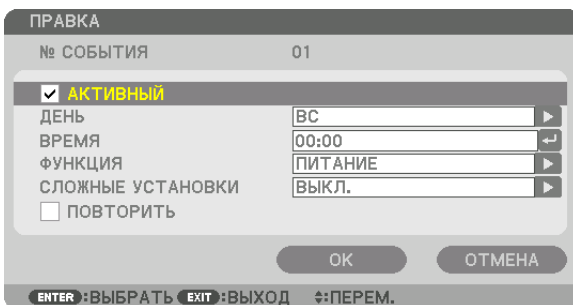 ПРАВКА
№ СОБЫТИЯ 01
АКТИВНЫЙ
ДЕНЬ ВС
ВРЕМЯ 00:00
ФУНКЦИЯ ПИТАНИЕ
СЛОЖНЫЕ УСТАНОВКИ ВЫКЛ.
ПОВТОРИТЬ
ОК ОТМЕНА
ENTER :ВЫБРАТЬ EXIT :ВЫХОД :ПЕРЕМ.